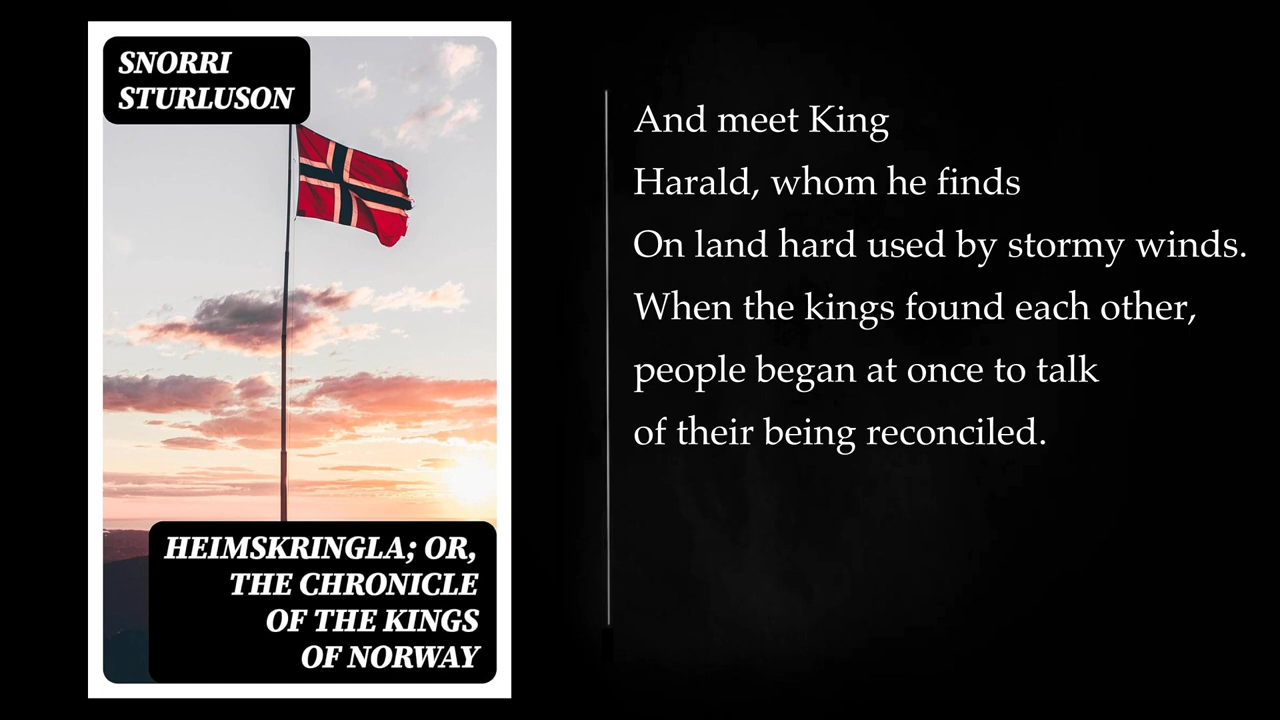 SNORRI
STURLUSON
HEIMSKRINGLA; OR,
THE CHRONICLE
OF THE KINGS
OF NORWAY
And meet King
Harald, whom he finds
On land hard used by stormy winds.
When the kings found each other,
people began at once to talk
of their being reconciled.